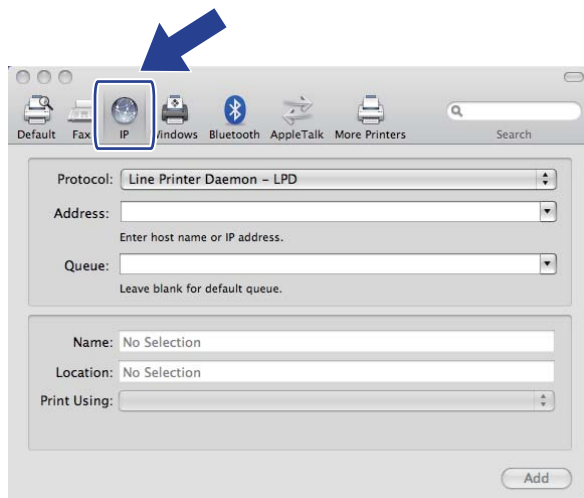 Default Fax IP Windows Bluetooth AppleTalk More Printers Search
Protocol: Line Printer Daemon – LPD
Address:
Enter host name or IP address.
Queue:
Leave blank for default queue.
Name: No Selection
Location: No Selection
Print Using:
Add